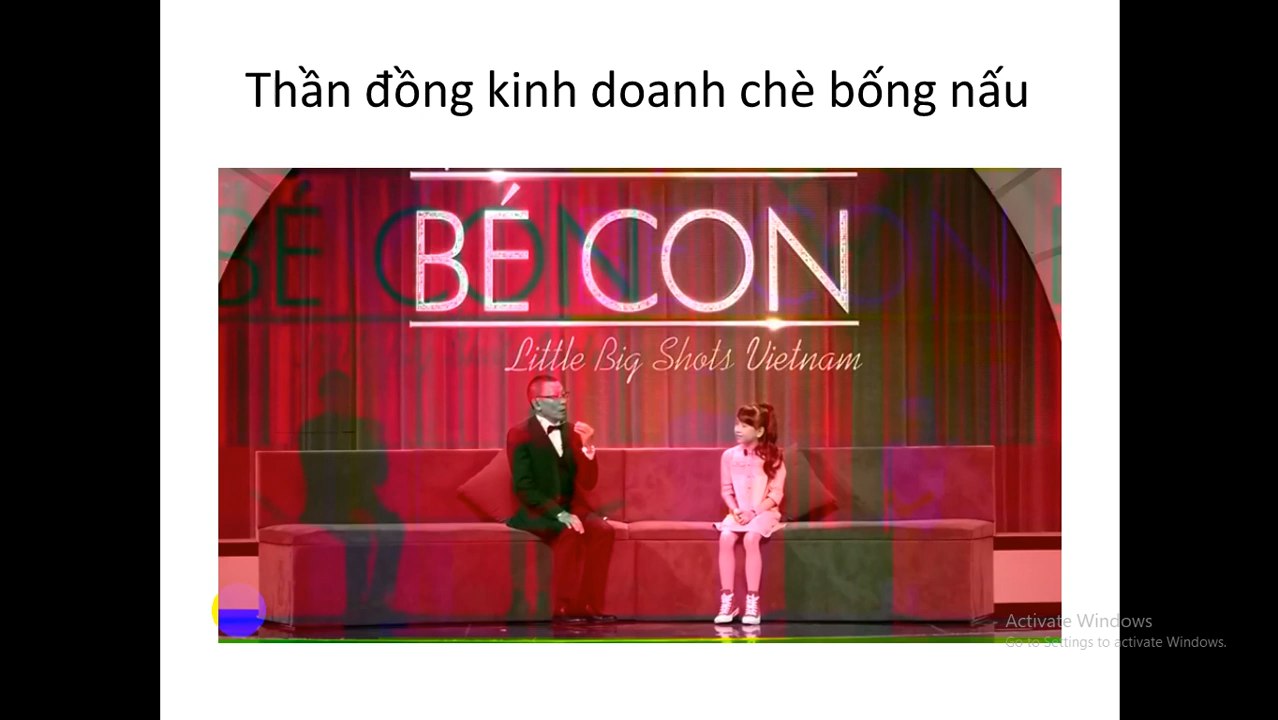 Thần đồng kinh doanh chè bống nấu
BÉ CON
Little Big Shots Vietnam
Activate Windows
Go to Settings to activate Windows.